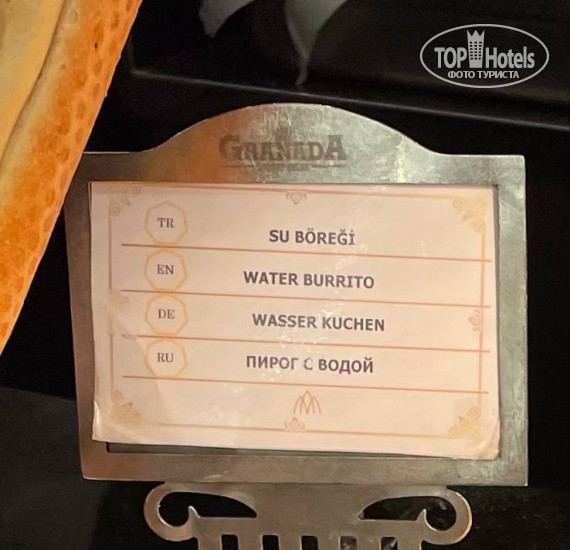 TOP Hotels
ФОТО ТУРИСТА
GRANADA
TR SU BÖREĞİ
EN WATER BURRITO
DE WASSER KUCHEN
RU ПИРОГ С ВОДОЙ